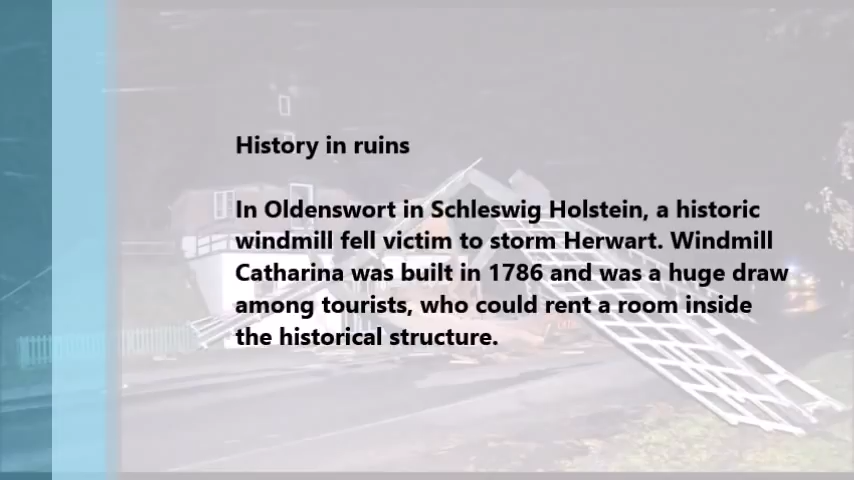 History in ruins
In Oldenswort in Schleswig Holstein, a historic
windmill fell victim to storm Herwart. Windmill
Catharina was built in 1786 and was a huge draw
among tourists, who could rent a room inside
the historical structure.